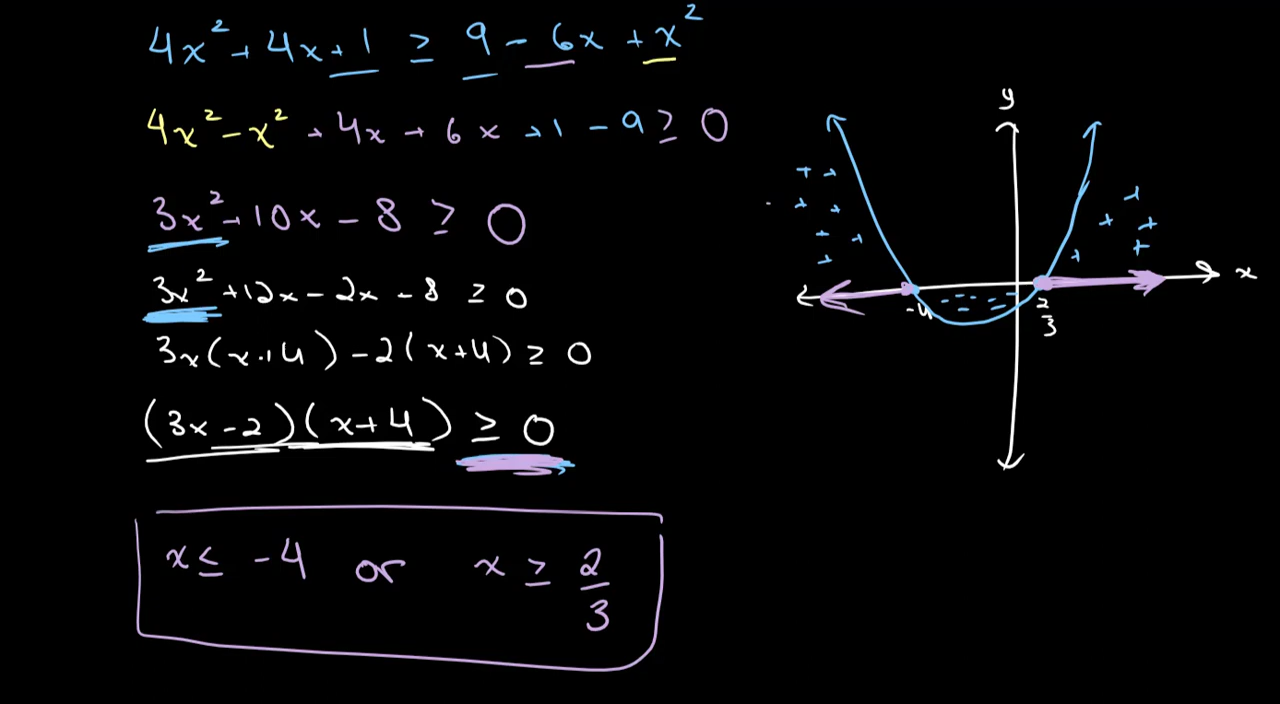 4x² + 4x + 1 ≥ 9 - 6x + x²
4x² - x² + 4x + 6x + 1 - 9 ≥ 0
3x² + 10x - 8 ≥ 0
3x² + 12x - 2x - 8 ≥ 0
3x(x + 4) - 2(x + 4) ≥ 0
(3x - 2)(x + 4) ≥ 0
x ≤ -4 or x ≥ 2/3
y
x
-4
2/3